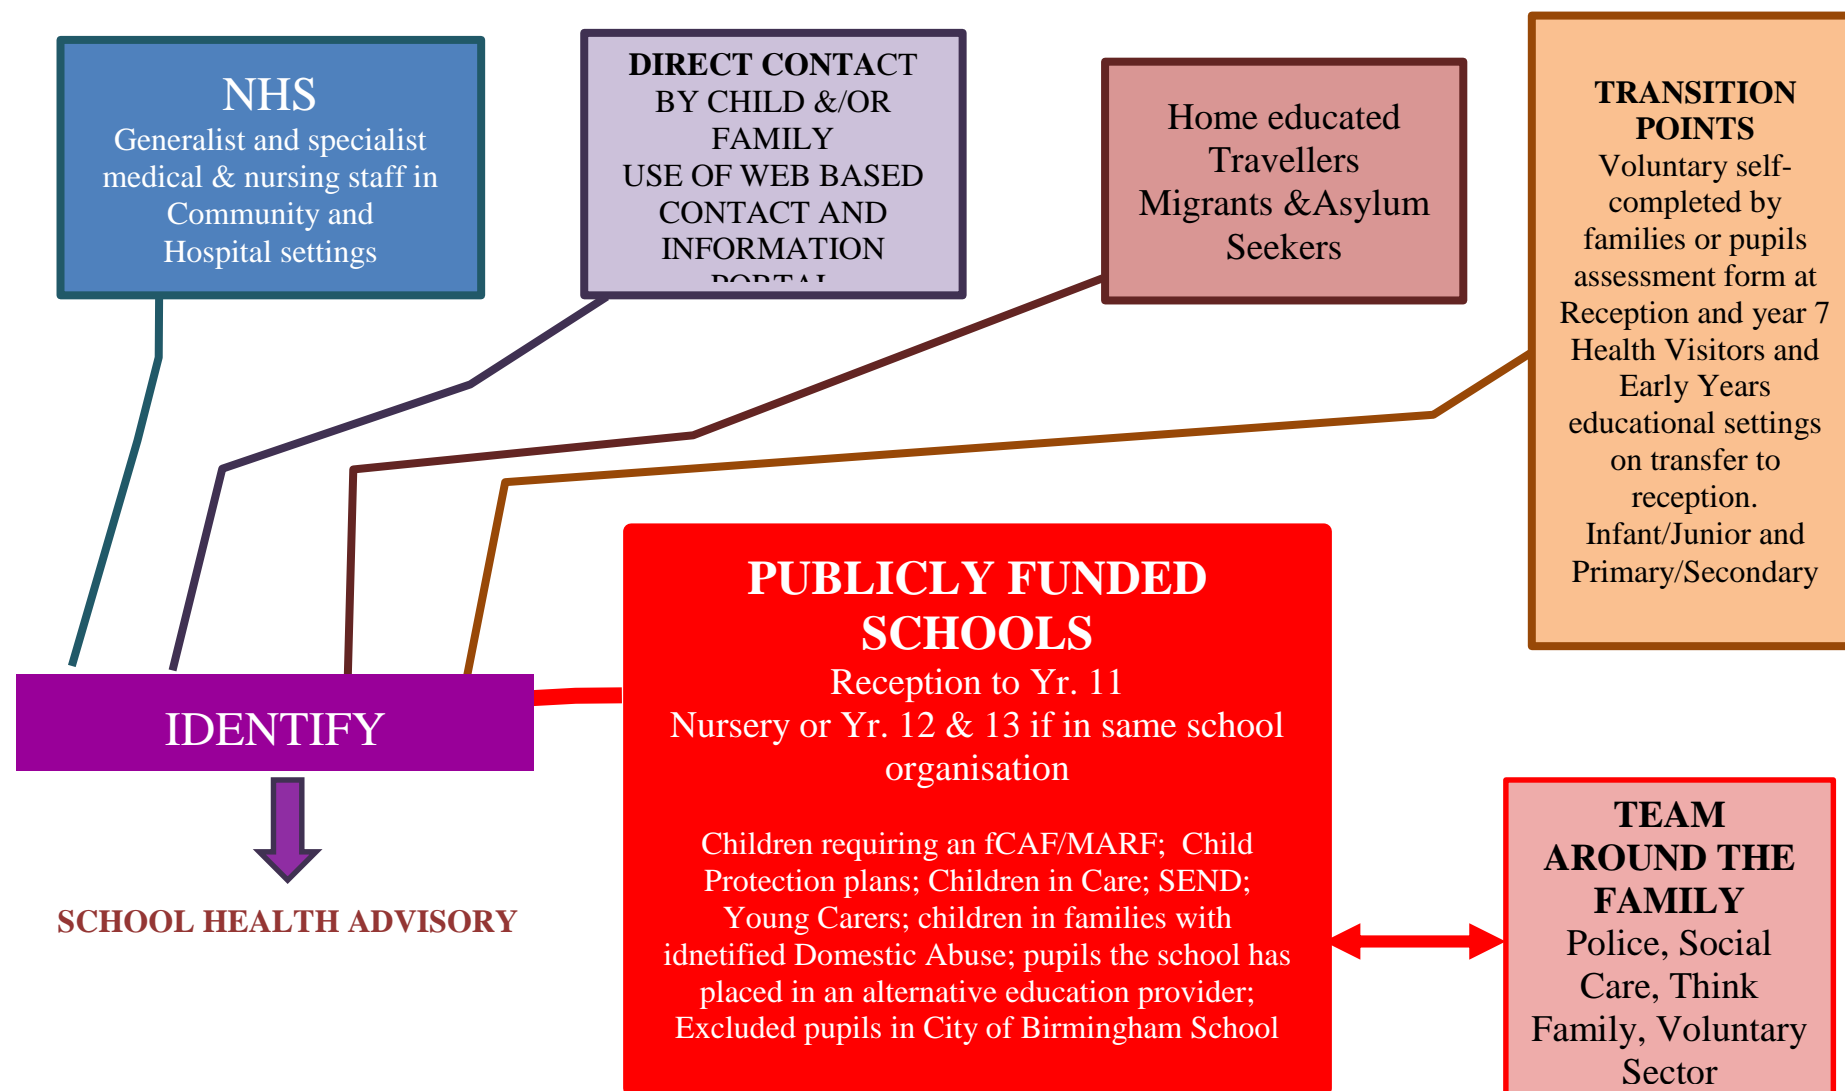 NHS
Generalist and specialist
medical & nursing staff in
Community and
Hospital settings
DIRECT CONTACT
BY CHILD &/OR
FAMILY
USE OF WEB BASED
CONTACT AND
INFORMATION
PORTAL
Home educated
Travellers
Migrants &Asylum
Seekers
TRANSITION
POINTS
Voluntary self-
completed by
families or pupils
assessment form at
Reception and year 7
Health Visitors and
Early Years
educational settings
on transfer to
reception.
Infant/Junior and
Primary/Secondary
PUBLICLY FUNDED
SCHOOLS
Reception to Yr. 11
Nursery or Yr. 12 & 13 if in same school
organisation
Children requiring an fCAF/MARF;  Child
Protection plans; Children in Care; SEND;
Young Carers; children in families with
idnetified Domestic Abuse; pupils the school has
placed in an alternative education provider;
Excluded pupils in City of Birmingham School
IDENTIFY
SCHOOL HEALTH ADVISORY
TEAM
AROUND THE
FAMILY
Police, Social
Care, Think
Family, Voluntary
Sector